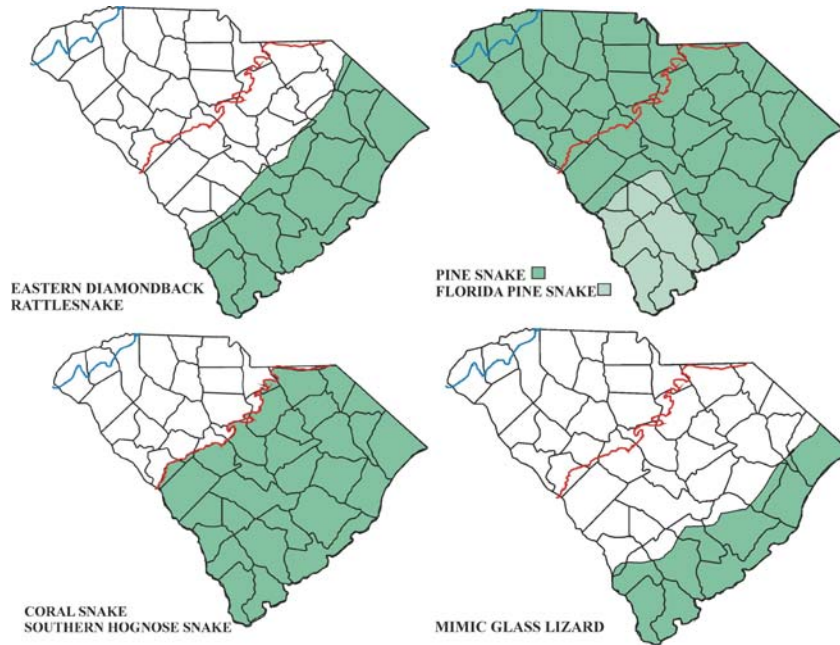 EASTERN DIAMONDBACK
RATTLESNAKE
PINE SNAKE
FLORIDA PINE SNAKE
CORAL SNAKE
SOUTHERN HOGNOSE SNAKE
MIMIC GLASS LIZARD